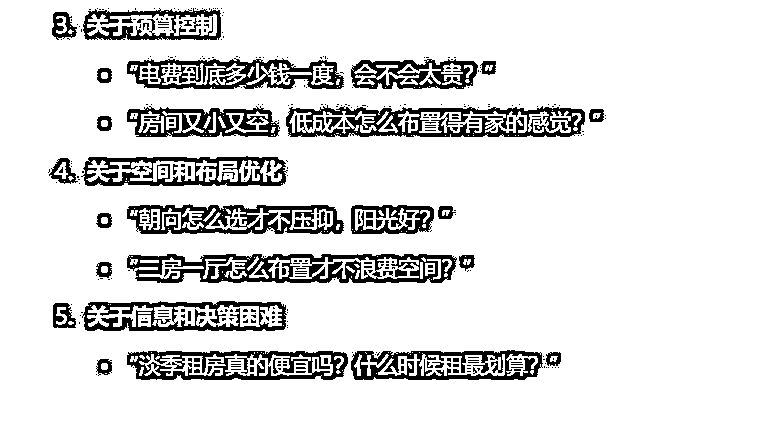 3. 关于预算控制
o “电费到底多少钱一度，会不会太贵？”
o “房间又小又空，低成本怎么布置得有家的感觉？”
4. 关于空间和布局优化
o “朝向怎么选才不压抑，阳光好？”
o “三房一厅怎么布置才不浪费空间？”
5. 关于信息和决策困难
o “淡季租房真的便宜吗？什么时候租最划算？”